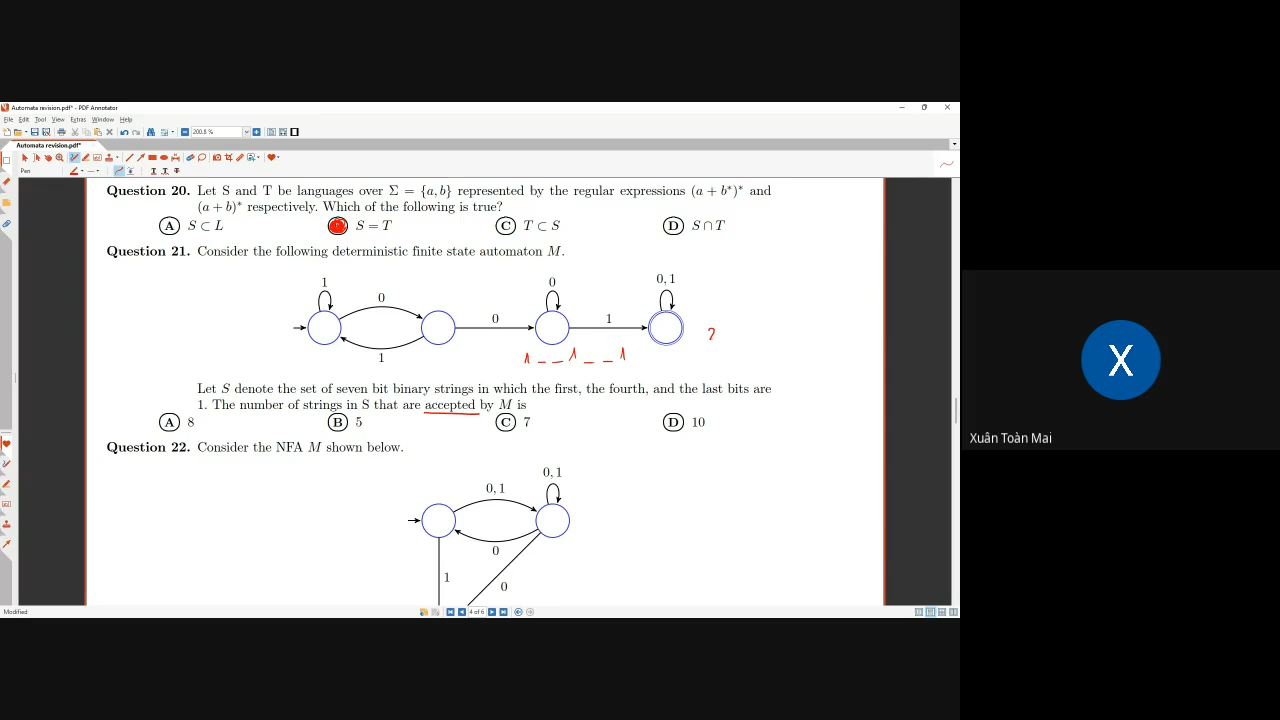 Automata revision.pdf* - PDF Annotator
File Edit Tool View Extras Window Help
200.8 %
Automata revision.pdf*
Pen
Question 20. Let S and T be languages over Σ = {a, b} represented by the regular expressions (a + b*)* and
(a + b)* respectively. Which of the following is true?
A S ⊂ L S = T C T ⊂ S D S ∩ T
Question 21. Consider the following deterministic finite state automaton M.
1 0 0 0 1 0, 1
1
1 _ _ 1 _ _ 1
Let S denote the set of seven bit binary strings in which the first, the fourth, and the last bits are
1. The number of strings in S that are accepted by M is
A 8 B 5 C 7 D 10
Question 22. Consider the NFA M shown below.
0, 1 0, 1
0
1 0
Modified 4 of 6
X
Xuân Toàn Mai